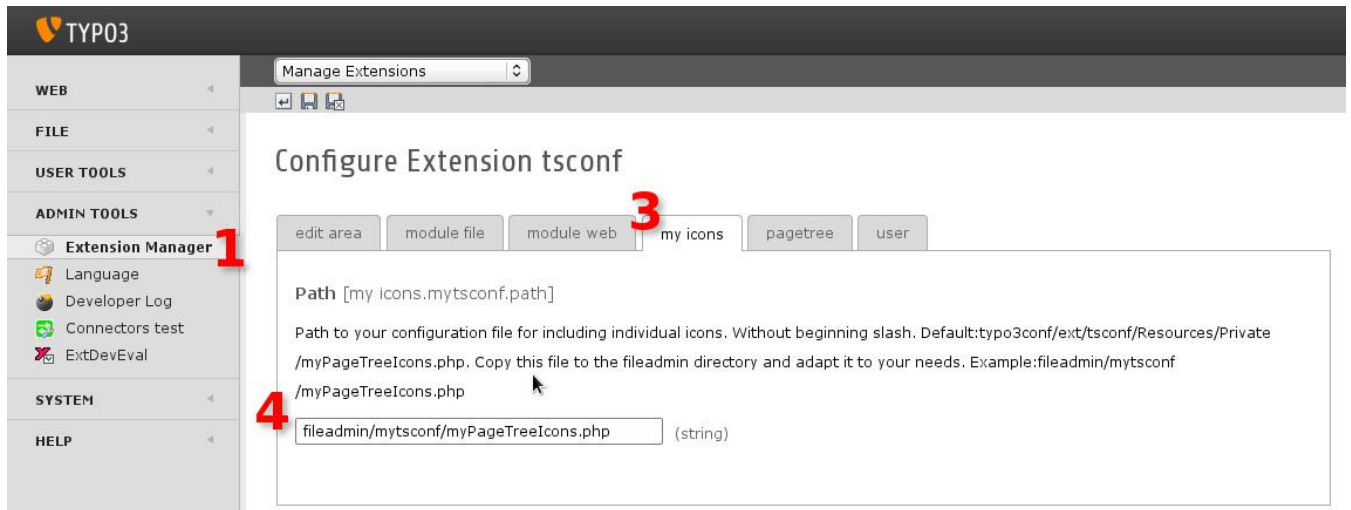 TYPO3
Manage Extensions
WEB
FILE
USER TOOLS
ADMIN TOOLS
Extension Manager
1
Language
Developer Log
Connectors test
ExtDevEval
SYSTEM
HELP
Configure Extension tsconf
3
edit area module file module web my icons pagetree user
Path [my icons.mytsconf.path]
Path to your configuration file for including individual icons. Without beginning slash. Default:typo3conf/ext/tsconf/Resources/Private
/myPageTreeIcons.php. Copy this file to the fileadmin directory and adapt it to your needs. Example:fileadmin/mytsconf
/myPageTreeIcons.php
4
fileadmin/mytsconf/myPageTreeIcons.php (string)